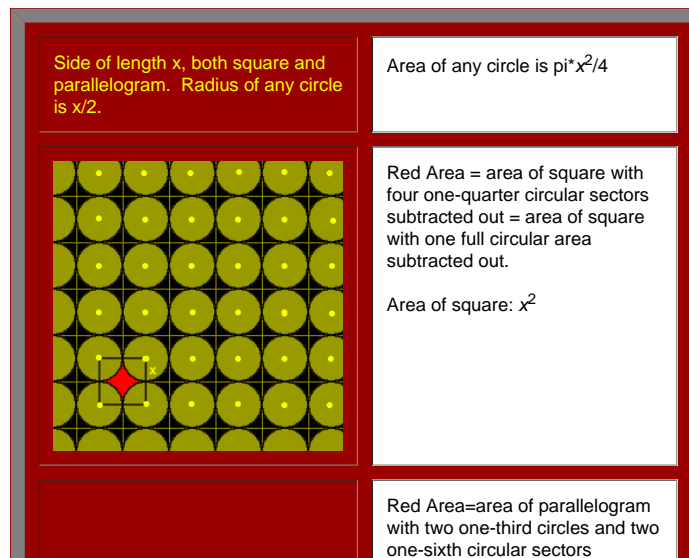 Side of length x, both square and
parallelogram. Radius of any circle
is x/2.
Area of any circle is pi*x²/4
x
Red Area = area of square with
four one-quarter circular sectors
subtracted out = area of square
with one full circular area
subtracted out.
Area of square: x²
Red Area=area of parallelogram
with two one-third circles and two
one-sixth circular sectors